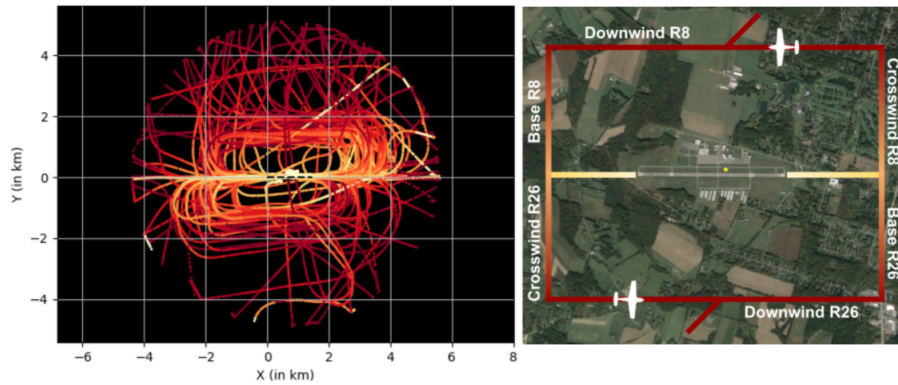 4
2
0
−2
−4
Y (in km)
−6
−4
−2
0
2
4
6
8
X (in km)
Downwind R8
Base R8
Crosswind R8
Crosswind R26
Base R26
Downwind R26